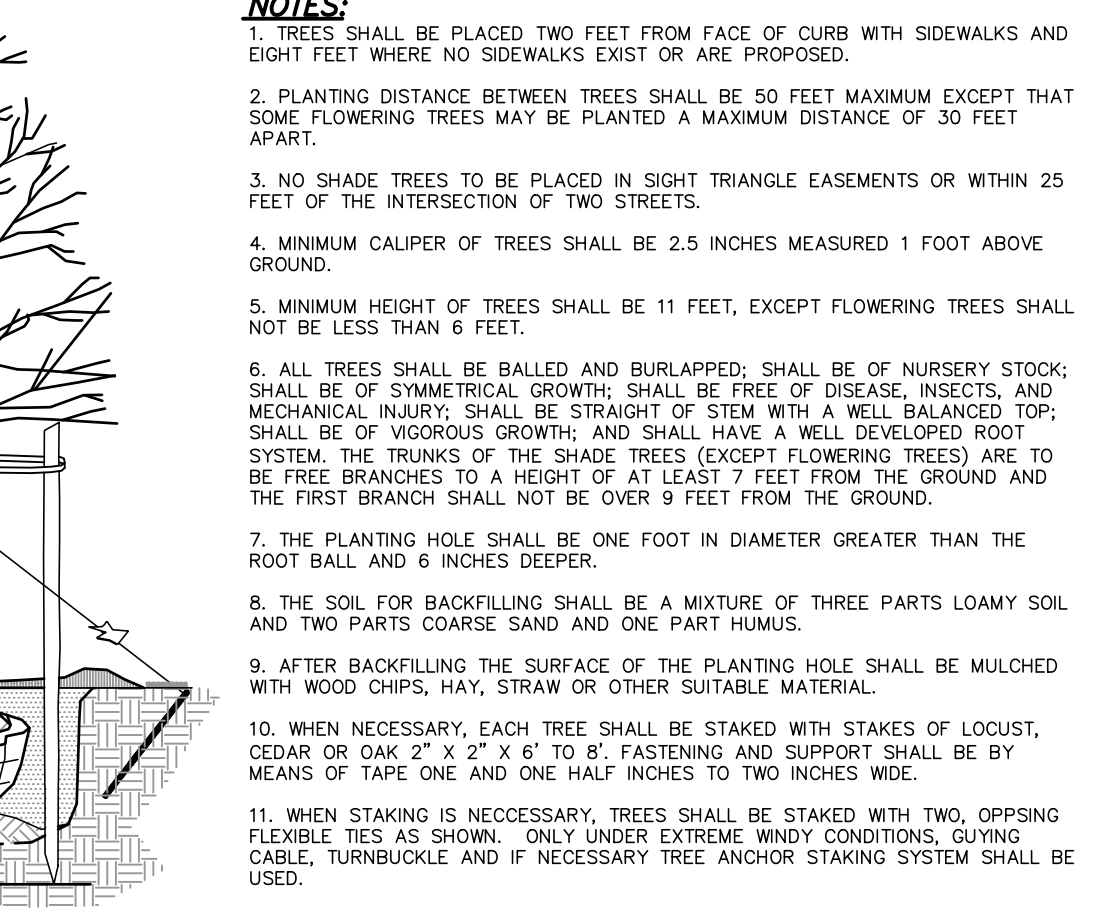 NOTES:
1. TREES SHALL BE PLACED TWO FEET FROM FACE OF CURB WITH SIDEWALKS AND
EIGHT FEET WHERE NO SIDEWALKS EXIST OR ARE PROPOSED.
2. PLANTING DISTANCE BETWEEN TREES SHALL BE 50 FEET MAXIMUM EXCEPT THAT
SOME FLOWERING TREES MAY BE PLANTED A MAXIMUM DISTANCE OF 30 FEET
APART.
3. NO SHADE TREES TO BE PLACED IN SIGHT TRIANGLE EASEMENTS OR WITHIN 25
FEET OF THE INTERSECTION OF TWO STREETS.
4. MINIMUM CALIPER OF TREES SHALL BE 2.5 INCHES MEASURED 1 FOOT ABOVE
GROUND.
5. MINIMUM HEIGHT OF TREES SHALL BE 11 FEET, EXCEPT FLOWERING TREES SHALL
NOT BE LESS THAN 6 FEET.
6. ALL TREES SHALL BE BALLED AND BURLAPPED; SHALL BE OF NURSERY STOCK;
SHALL BE OF SYMMETRICAL GROWTH; SHALL BE FREE OF DISEASE, INSECTS, AND
MECHANICAL INJURY; SHALL BE STRAIGHT OF STEM WITH A WELL BALANCED TOP;
SHALL BE OF VIGOROUS GROWTH; AND SHALL HAVE A WELL DEVELOPED ROOT
SYSTEM. THE TRUNKS OF THE SHADE TREES (EXCEPT FLOWERING TREES) ARE TO
BE FREE BRANCHES TO A HEIGHT OF AT LEAST 7 FEET FROM THE GROUND AND
THE FIRST BRANCH SHALL NOT BE OVER 9 FEET FROM THE GROUND.
7. THE PLANTING HOLE SHALL BE ONE FOOT IN DIAMETER GREATER THAN THE
ROOT BALL AND 6 INCHES DEEPER.
8. THE SOIL FOR BACKFILLING SHALL BE A MIXTURE OF THREE PARTS LOAMY SOIL
AND TWO PARTS COARSE SAND AND ONE PART HUMUS.
9. AFTER BACKFILLING THE SURFACE OF THE PLANTING HOLE SHALL BE MULCHED
WITH WOOD CHIPS, HAY, STRAW OR OTHER SUITABLE MATERIAL.
10. WHEN NECESSARY, EACH TREE SHALL BE STAKED WITH STAKES OF LOCUST,
CEDAR OR OAK 2" X 2" X 6' TO 8'. FASTENING AND SUPPORT SHALL BE BY
MEANS OF TAPE ONE AND ONE HALF INCHES TO TWO INCHES WIDE.
11. WHEN STAKING IS NECCESSARY, TREES SHALL BE STAKED WITH TWO, OPPSING
FLEXIBLE TIES AS SHOWN. ONLY UNDER EXTREME WINDY CONDITIONS, GUYING
CABLE, TURNBUCKLE AND IF NECESSARY TREE ANCHOR STAKING SYSTEM SHALL BE
USED.